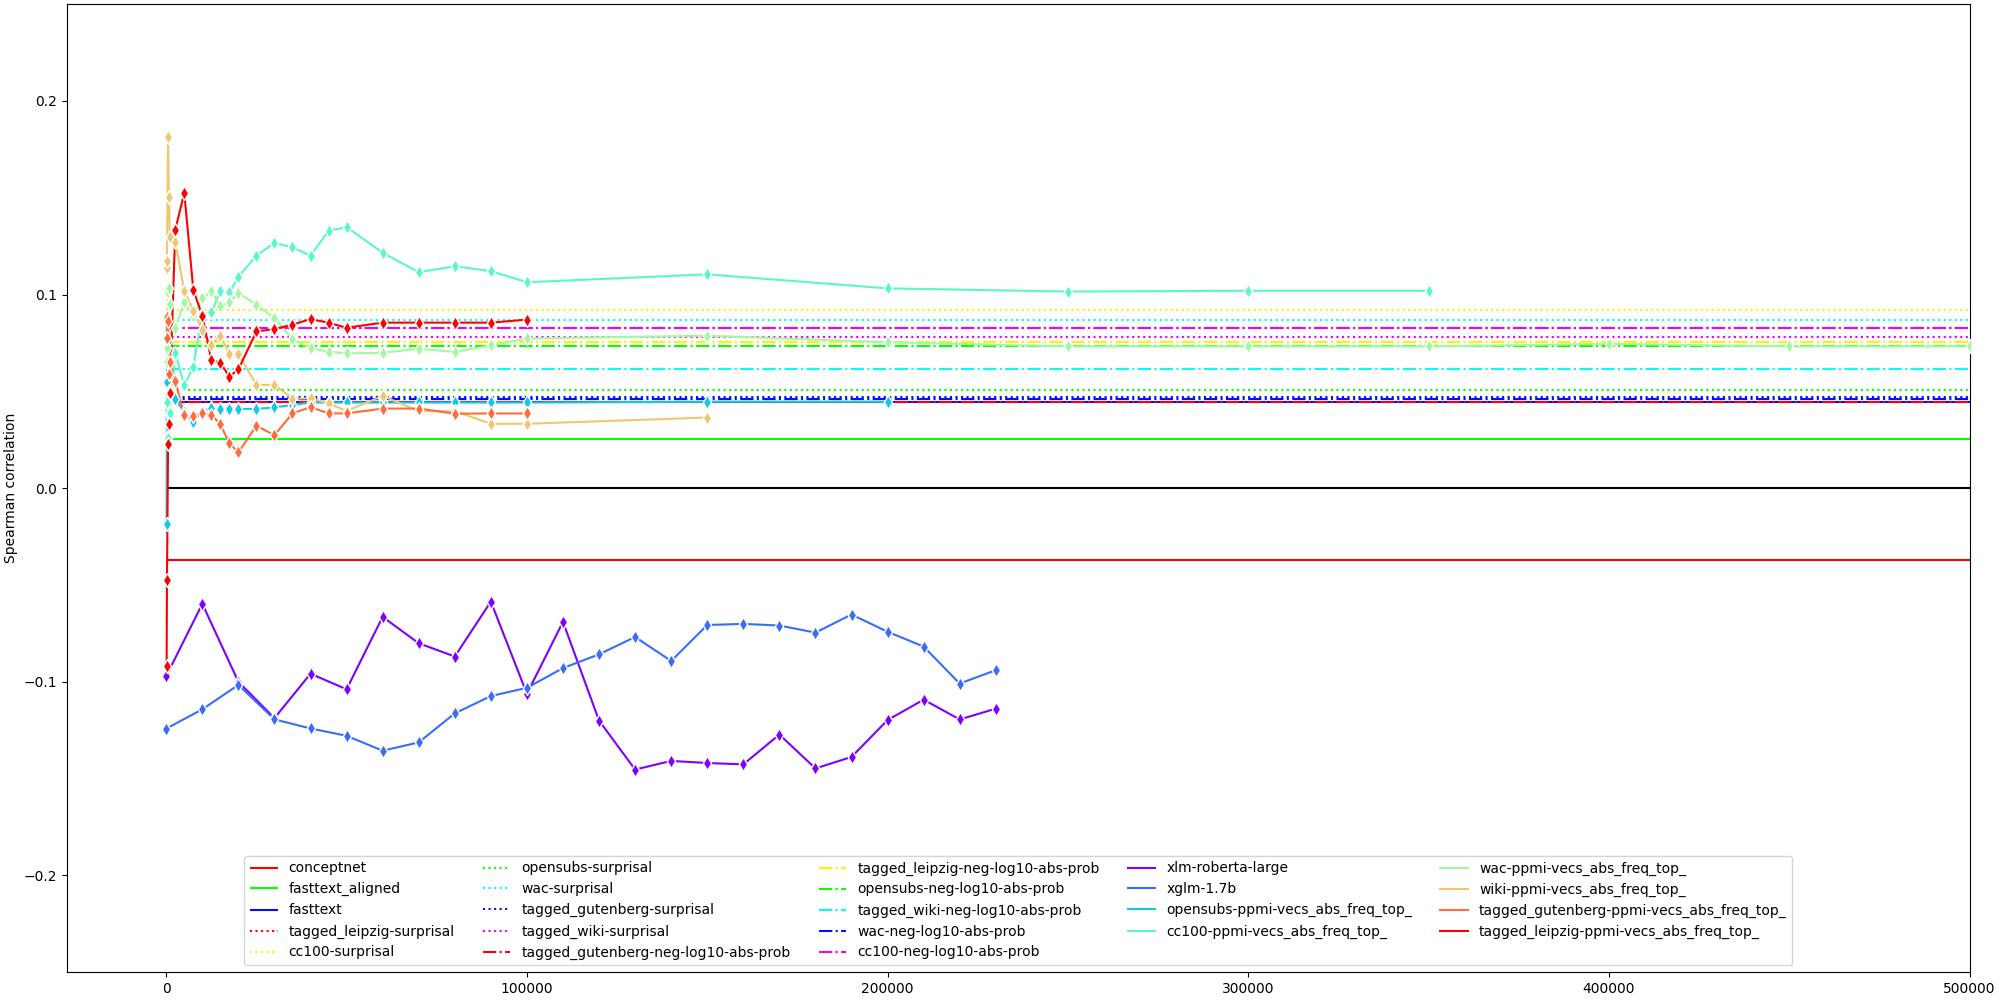 0.2
0.1
0.0
−0.1
−0.2
Spearman correlation
0
100000
200000
300000
400000
500000
conceptnet
fasttext_aligned
fasttext
tagged_leipzig-surprisal
cc100-surprisal
opensubs-surprisal
wac-surprisal
tagged_gutenberg-surprisal
tagged_wiki-surprisal
tagged_gutenberg-neg-log10-abs-prob
tagged_leipzig-neg-log10-abs-prob
opensubs-neg-log10-abs-prob
tagged_wiki-neg-log10-abs-prob
wac-neg-log10-abs-prob
cc100-neg-log10-abs-prob
xlm-roberta-large
xglm-1.7b
opensubs-ppmi-vecs_abs_freq_top_
cc100-ppmi-vecs_abs_freq_top_
wac-ppmi-vecs_abs_freq_top_
wiki-ppmi-vecs_abs_freq_top_
tagged_gutenberg-ppmi-vecs_abs_freq_top_
tagged_leipzig-ppmi-vecs_abs_freq_top_